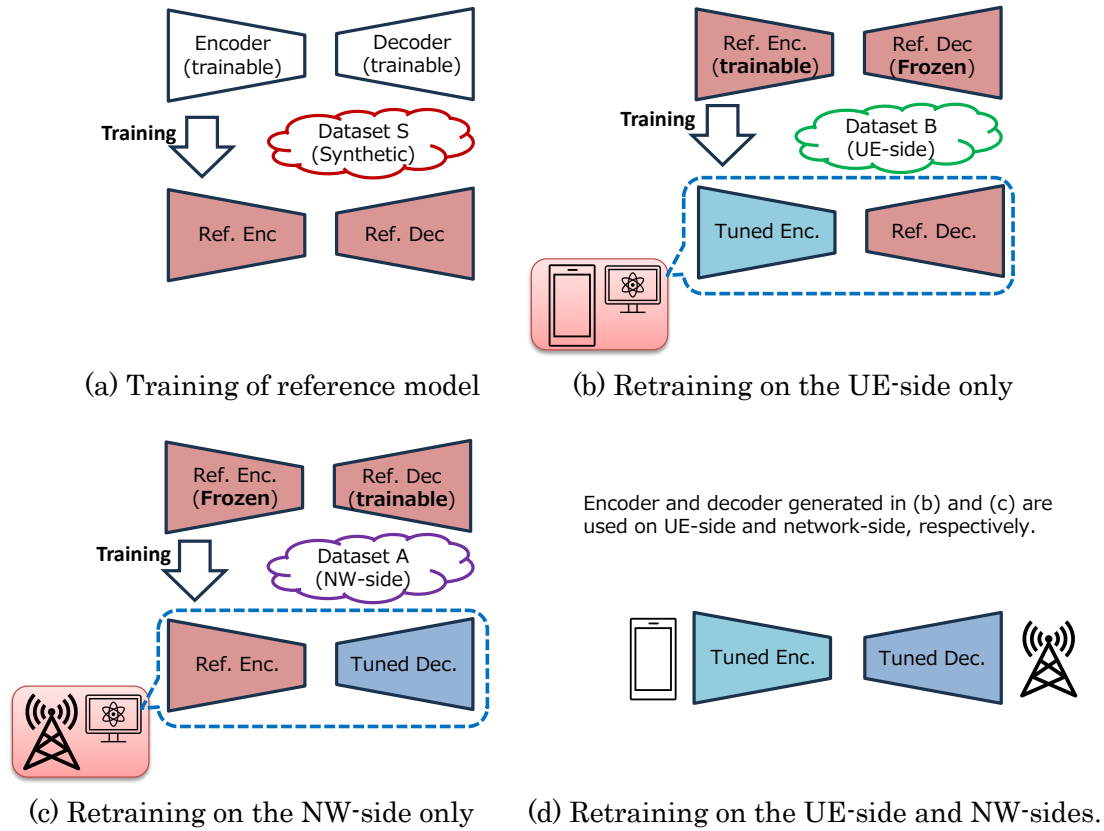 Encoder
(trainable)
Decoder
(trainable)
Training
Dataset S
(Synthetic)
Ref. Enc
Ref. Dec
(a) Training of reference model
Ref. Enc.
(trainable)
Ref. Dec
(Frozen)
Training
Dataset B
(UE-side)
Tuned Enc.
Ref. Dec.
(b) Retraining on the UE-side only
Ref. Enc.
(Frozen)
Ref. Dec
(trainable)
Training
Dataset A
(NW-side)
Ref. Enc.
Tuned Dec.
(c) Retraining on the NW-side only
Encoder and decoder generated in (b) and (c) are
used on UE-side and network-side, respectively.
Tuned Enc.
Tuned Dec.
(d) Retraining on the UE-side and NW-sides.